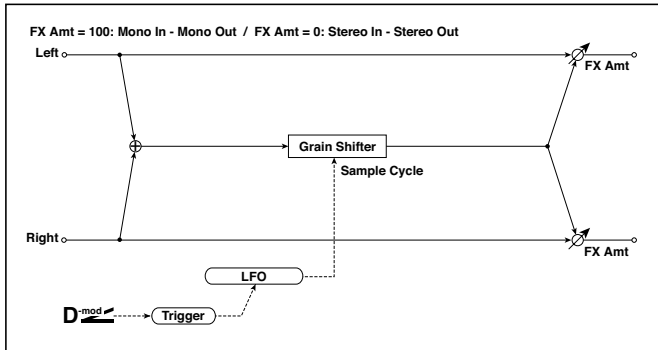 FX Amt = 100: Mono In - Mono Out / FX Amt = 0: Stereo In - Stereo Out
Left
FX Amt
Grain Shifter
Sample Cycle
Right
FX Amt
LFO
D-mod
Trigger